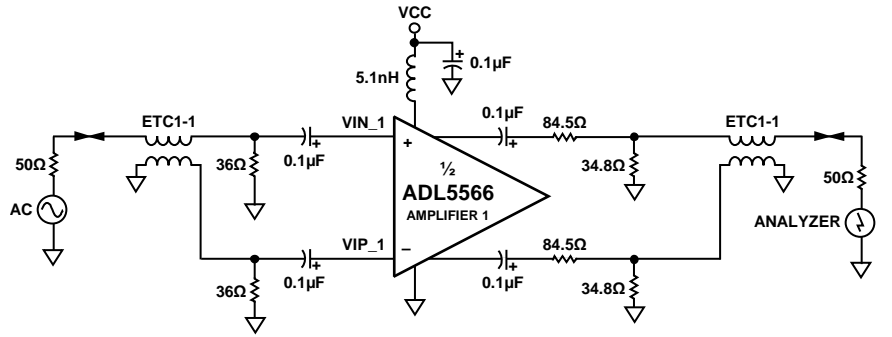 VCC
0.1µF
+
5.1nH
ETC1-1
0.1µF
84.5Ω
ETC1-1
VIN_1
+
+
50Ω
36Ω
0.1µF
+
½
ADL5566
AMPLIFIER 1
34.8Ω
50Ω
AC
ANALYZER
VIP_1
–
84.5Ω
+
+
36Ω
0.1µF
0.1µF
34.8Ω